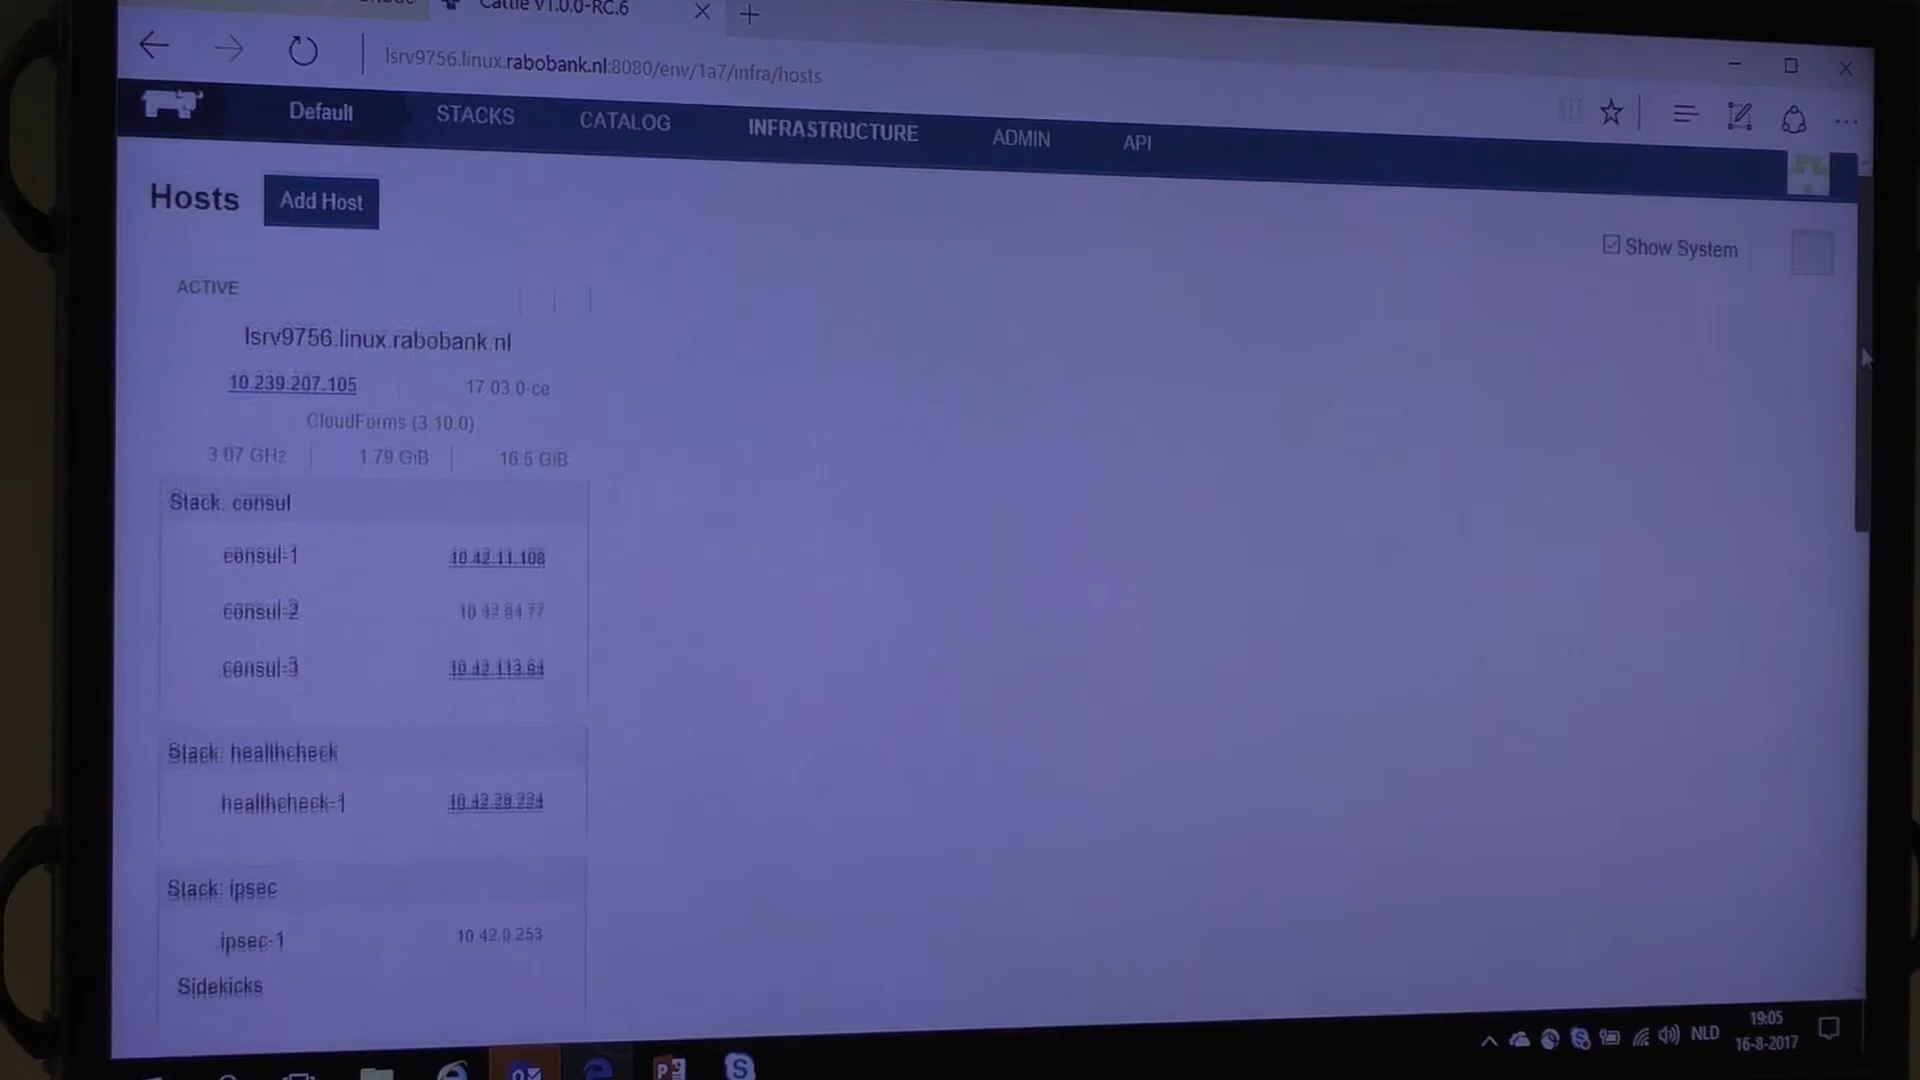 Cattle v1.0.0-RC.6
lsrv9756.linux.rabobank.nl:8080/env/1a7/infra/hosts
Default STACKS CATALOG INFRASTRUCTURE ADMIN API
Hosts Add Host
Show System
ACTIVE
lsrv9756.linux.rabobank.nl
10.239.207.105 17.03.0-ce
CloudForms (3.10.0)
3.07 GHz 1.79 GiB 16.5 GiB
Stack: consul
consul-1 10.42.11.108
consul-2 10.42.84.77
consul-3 10.42.113.64
Stack: healthcheck
healthcheck-1 10.42.29.234
Stack: ipsec
ipsec-1 10.42.0.253
Sidekicks
NLD
19:05
16-8-2017